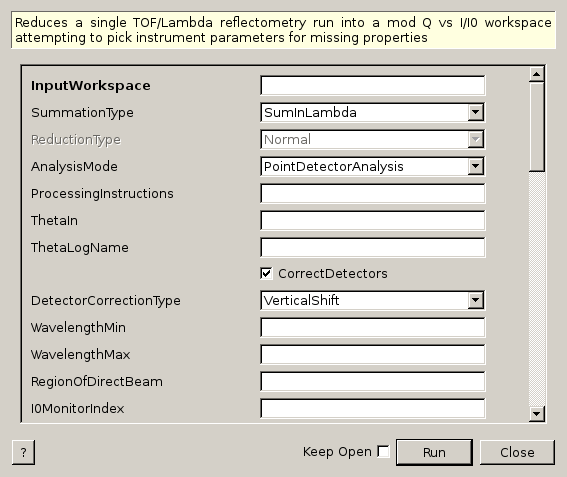 Reduces a single TOF/Lambda reflectometry run into a mod Q vs I/I0 workspace
attempting to pick instrument parameters for missing properties
InputWorkspace
SummationType SumInLambda
ReductionType Normal
AnalysisMode PointDetectorAnalysis
ProcessingInstructions
ThetaIn
ThetaLogName
CorrectDetectors
DetectorCorrectionType VerticalShift
WavelengthMin
WavelengthMax
RegionOfDirectBeam
I0MonitorIndex
? Keep Open Run Close